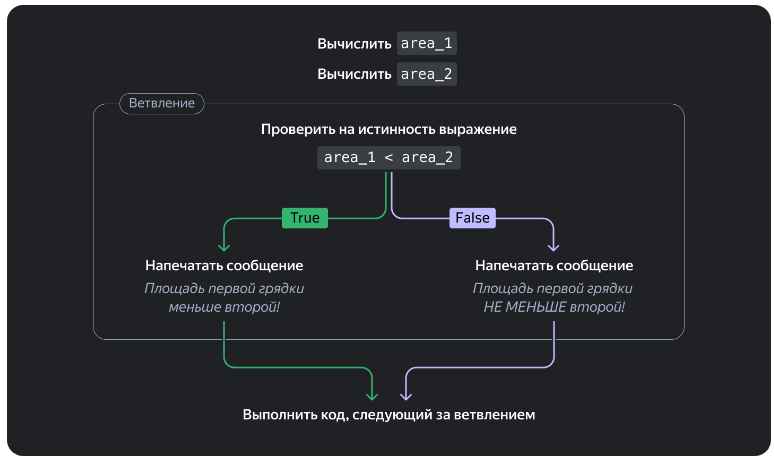 Вычислить area_1
Вычислить area_2
Ветвление
Проверить на истинность выражение
area_1 < area_2
True
False
Напечатать сообщение
Площадь первой грядки
меньше второй!
Напечатать сообщение
Площадь первой грядки
НЕ МЕНЬШЕ второй!
Выполнить код, следующий за ветвлением